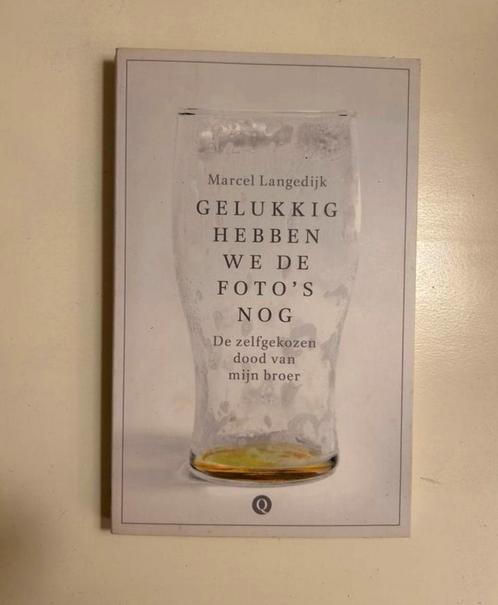 Marcel Langedijk
GELUKKIG
HEBBEN
WE DE
FOTO'S
NOG
De zelfgekozen
dood van
mijn broer
Q